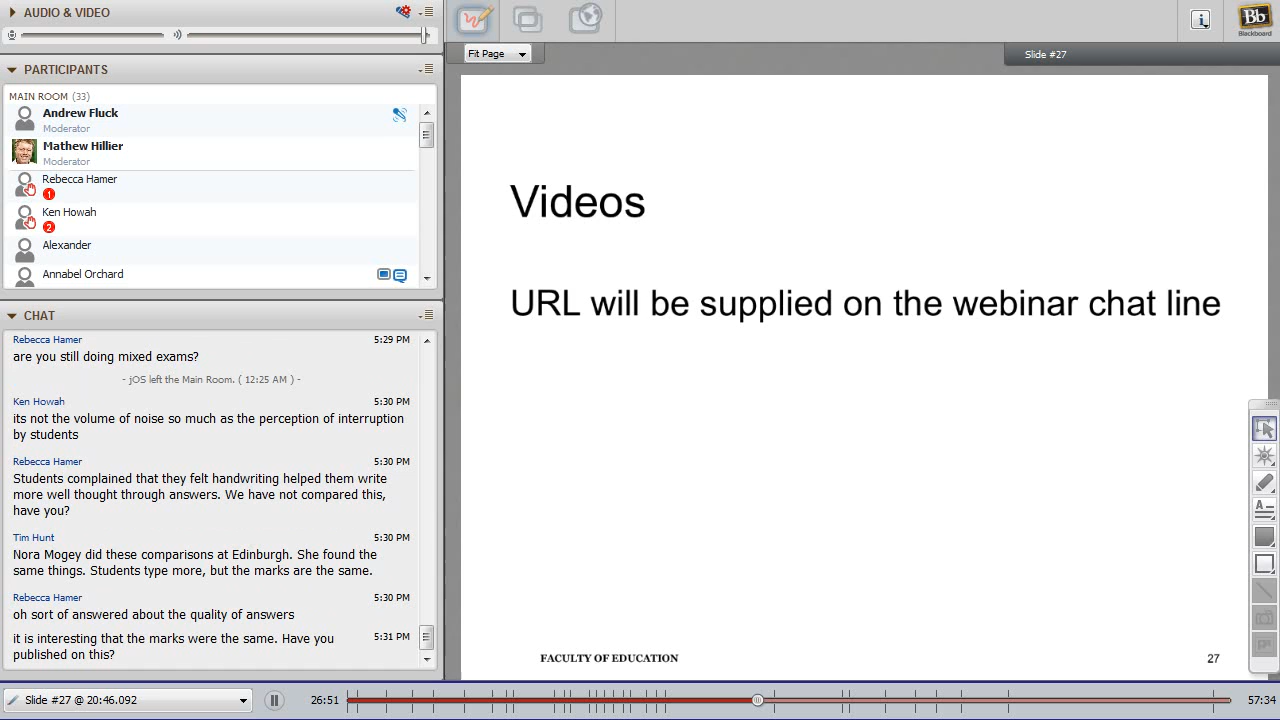 AUDIO & VIDEO
PARTICIPANTS
MAIN ROOM (33)
Andrew Fluck
Moderator
Mathew Hillier
Moderator
Rebecca Hamer
1
Ken Howah
2
Alexander
Annabel Orchard
CHAT
Rebecca Hamer 5:29 PM
are you still doing mixed exams?
- jOS left the Main Room. ( 12:25 AM ) -
Ken Howah 5:30 PM
its not the volume of noise so much as the perception of interruption
by students
Rebecca Hamer 5:30 PM
Students complained that they felt handwriting helped them write
more well thought through answers. We have not compared this,
have you?
Tim Hunt 5:30 PM
Nora Mogey did these comparisons at Edinburgh. She found the
same things. Students type more, but the marks are the same.
Rebecca Hamer 5:30 PM
oh sort of answered about the quality of answers
it is interesting that the marks were the same. Have you 5:31 PM
published on this?
Bb
Blackboard
Fit Page
Slide #27
Videos
URL will be supplied on the webinar chat line
FACULTY OF EDUCATION
27
Slide #27 @ 20:46.092
26:51
57:34